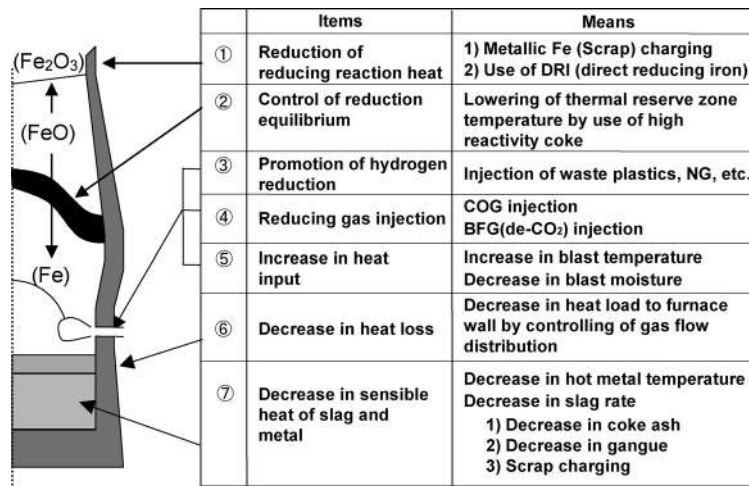 Items Means
(Fe₂O₃)
(FeO)
(Fe)
① Reduction of reducing reaction heat
1) Metallic Fe (Scrap) charging
2) Use of DRI (direct reducing iron)
② Control of reduction equilibrium
Lowering of thermal reserve zone
temperature by use of high
reactivity coke
③ Promotion of hydrogen reduction
Injection of waste plastics, NG, etc.
④ Reducing gas injection
COG injection
BFG(de-CO₂) injection
⑤ Increase in heat input
Increase in blast temperature
Decrease in blast moisture
⑥ Decrease in heat loss
Decrease in heat load to furnace
wall by controlling of gas flow
distribution
⑦ Decrease in sensible heat of slag and metal
Decrease in hot metal temperature
Decrease in slag rate
1) Decrease in coke ash
2) Decrease in gangue
3) Scrap charging